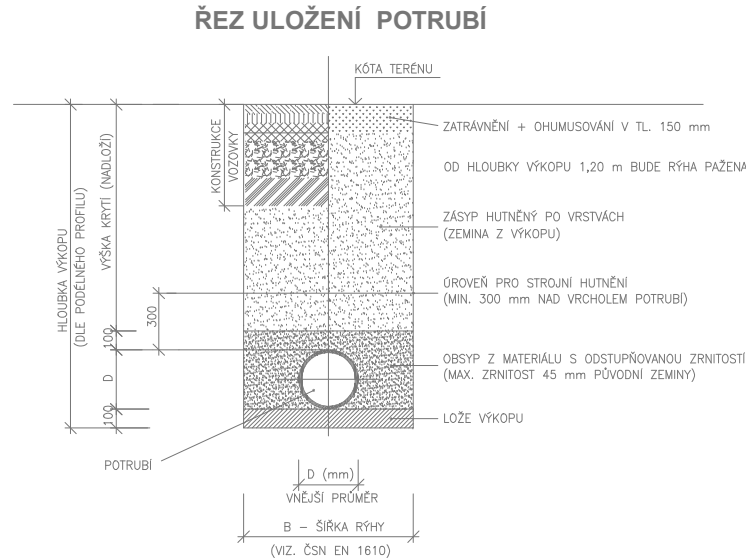 ŘEZ ULOŽENÍ POTRUBÍ
KÓTA TERÉNU
ZATRÁVNĚNÍ + OHUMUSOVÁNÍ V TL. 150 mm
OD HLOUBKY VÝKOPU 1,20 m BUDE RÝHA PAŽENA
KONSTRUKCE
VOZOVKY
HLOUBKA VÝKOPU
(DLE PODÉLNÉHO PROFILU)
VÝŠKA KRYTÍ (NADLOŽÍ)
ZÁSYP HUTNĚNÝ PO VRSTVÁCH
(ZEMINA Z VÝKOPU)
ÚROVEŇ PRO STROJNÍ HUTNĚNÍ
(MIN. 300 mm NAD VRCHOLEM POTRUBÍ)
300
100
D
100
OBSYP Z MATERIÁLU S ODSTUPŇOVANOU ZRNITOSTÍ
(MAX. ZRNITOST 45 mm PŮVODNÍ ZEMINY)
LOŽE VÝKOPU
POTRUBÍ
D (mm)
VNĚJŠÍ PRŮMĚR
B – ŠÍŘKA RÝHY
(VIZ. ČSN EN 1610)